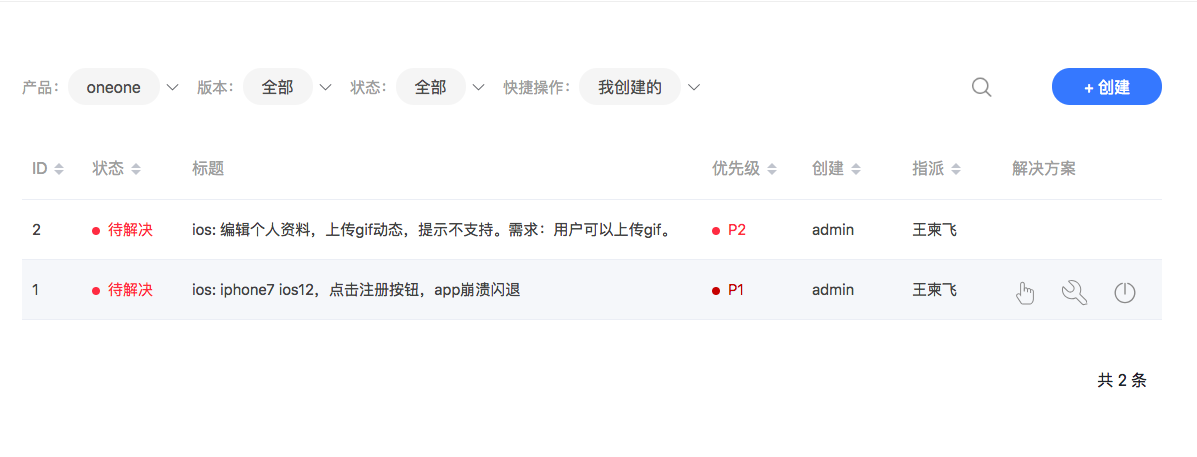 产品： oneone 版本： 全部 状态： 全部 快捷操作： 我创建的 + 创建
ID 状态 标题 优先级 创建 指派 解决方案
2 待解决 ios: 编辑个人资料，上传gif动态，提示不支持。需求：用户可以上传gif。 P2 admin 王柬飞
1 待解决 ios: iphone7 ios12，点击注册按钮，app崩溃闪退 P1 admin 王柬飞
共 2 条